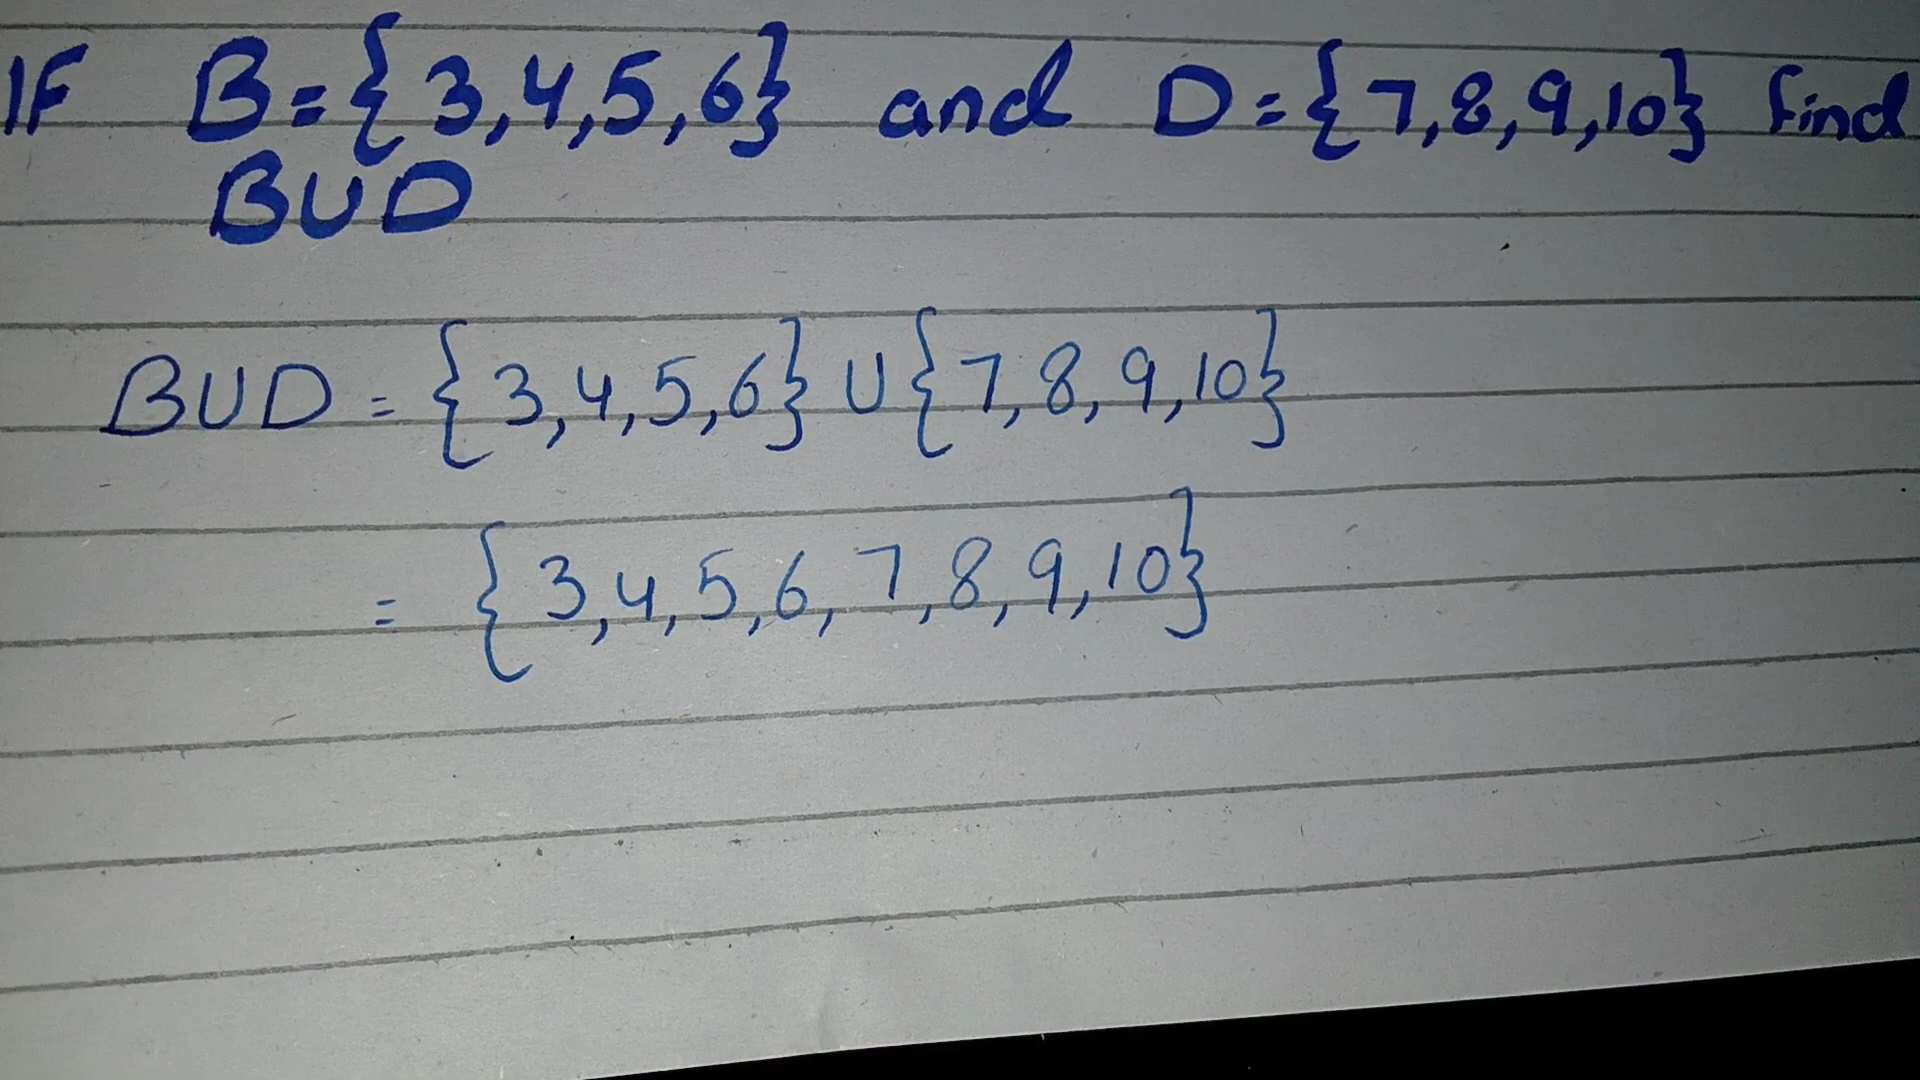 IF B={3,4,5,6} and D={7,8,9,10} find
BUD
BUD={3,4,5,6}U{7,8,9,10}
={3,4,5,6,7,8,9,10}